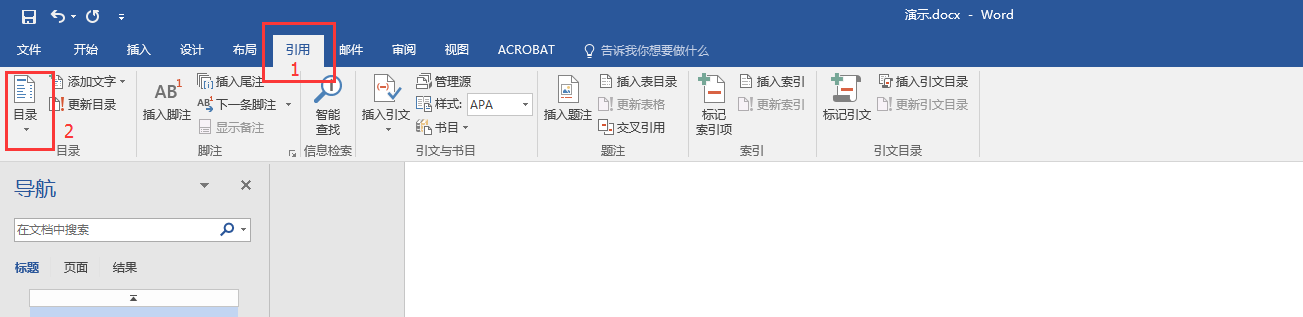 演示.docx - Word
文件 开始 插入 设计 布局 引用 邮件 审阅 视图 ACROBAT 告诉我你想要做什么
1
添加文字 插入尾注 管理源 插入表目录 插入索引 插入引文目录
AB1
更新目录 AB1 下一条脚注 样式: APA 更新表格 更新索引 更新引文目录
目录 插入脚注 智能查找 插入引文 插入题注 标记索引项 标记引文
2
显示备注 书目 交叉引用
目录 脚注 信息检索 引文与书目 题注 索引 引文目录
导航
在文档中搜索
标题 页面 结果